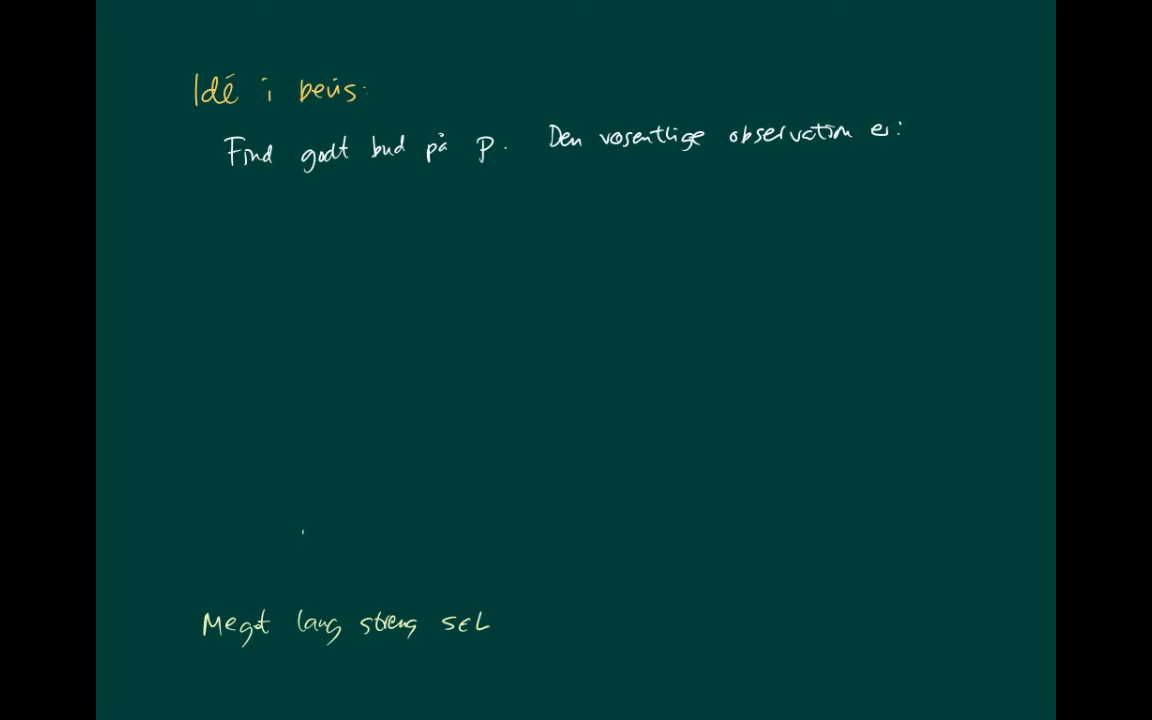 Idé i bevis:
Find godt bud på P. Den væsentlige observation er:
Meget lang streng s∈L